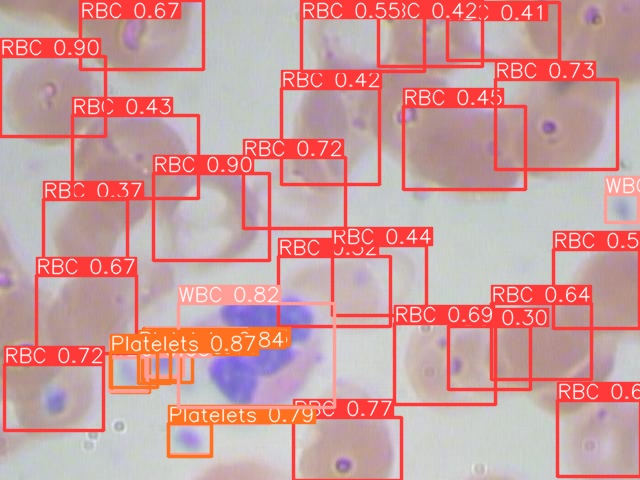 RBC 0.67
RBC 0.55
0.42
0.41
RBC 0.90
RBC 0.42
RBC 0.73
RBC 0.45
RBC 0.43
RBC 0.72
RBC 0.90
RBC 0.37
WBC
RBC 0.44
RBC
RBC 0.5
RBC 0.67
WBC 0.82
RBC 0.64
RBC 0.69
0.30
Platelets 0.87
84
RBC 0.72
RBC 0.6
RBC 0.77
Platelets 0.79